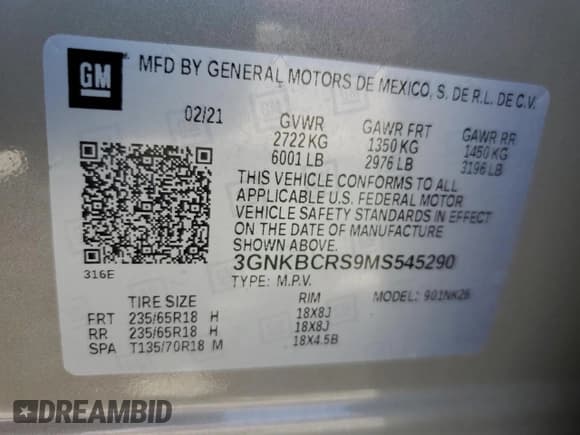 GM
MFD BY GENERAL MOTORS DE MEXICO, S. DE R.L. DE C.V.
02/21 GVWR GAWR FRT GAWR RR
2722 KG 1350 KG 1450 KG
6001 LB 2976 LB 3196 LB
THIS VEHICLE CONFORMS TO ALL
APPLICABLE U.S. FEDERAL MOTOR
VEHICLE SAFETY STANDARDS IN EFFECT
ON THE DATE OF MANUFACTURE
SHOWN ABOVE.
316E
3GNKBCRS9MS545290
TYPE: M.P.V. MODEL: 901NK26
TIRE SIZE RIM
FRT 235/65R18 H 18X8J
RR 235/65R18 H 18X8J
SPA T135/70R18 M 18X4.5B
DREAMBID